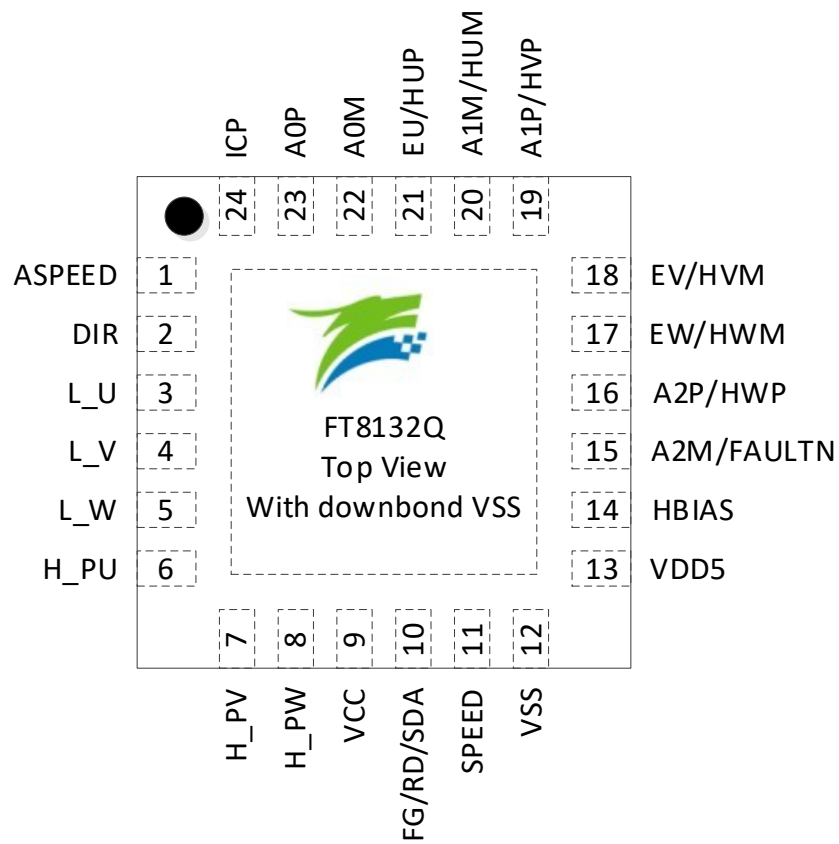 ICP
A0P
A0M
EU/HUP
A1M/HUM
A1P/HVP
24
23
22
21
20
19
ASPEED 1
DIR 2
L_U 3
L_V 4
L_W 5
H_PU 6
FT8132Q
Top View
With downbond VSS
18 EV/HVM
17 EW/HWM
16 A2P/HWP
15 A2M/FAULTN
14 HBIAS
13 VDD5
7
8
9
10
11
12
H_PV
H_PW
VCC
FG/RD/SDA
SPEED
VSS